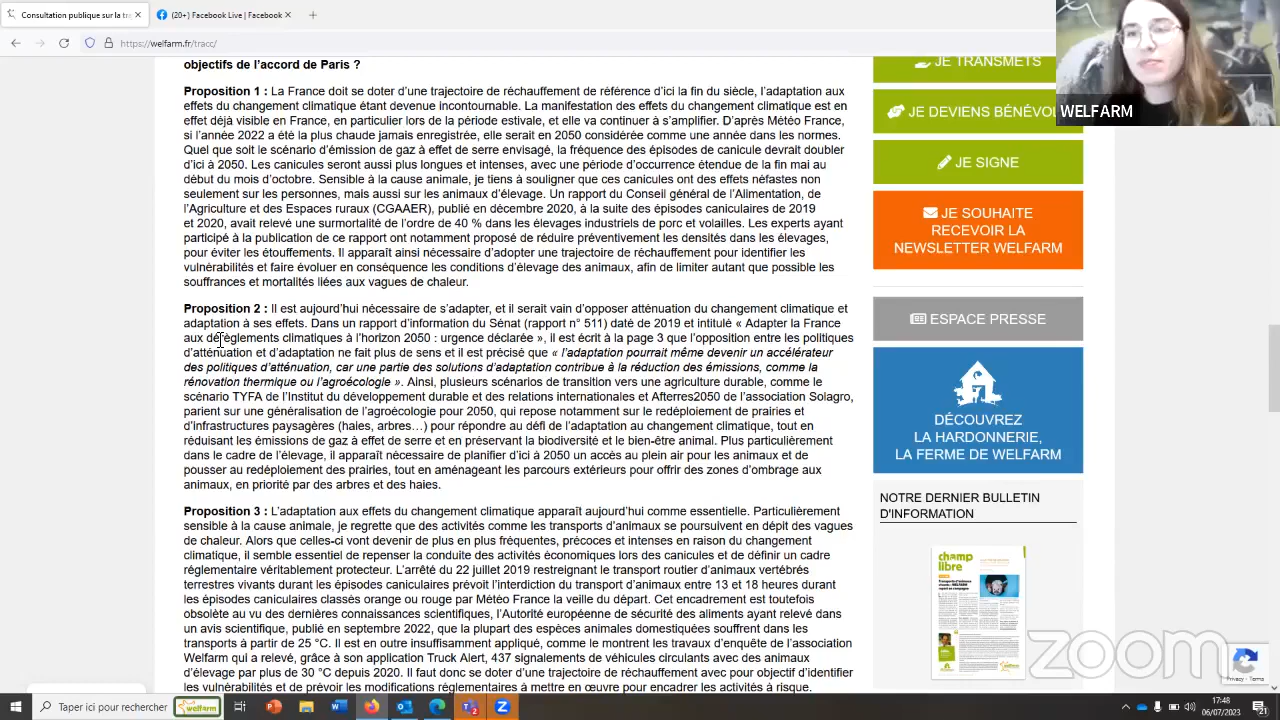 Consultation publique sur la tra
(20+) Facebook Live | Facebook
https://welfarm.fr/tracc/
WELFARM
objectifs de l'accord de Paris ?
Proposition 1 : La France doit se doter d'une trajectoire de réchauffement de référence d'ici la fin du siècle, l'adaptation aux
effets du changement climatique étant devenue incontournable. La manifestation des effets du changement climatique est en
effet d'ores et déjà visible en France, notamment lors de la période estivale, et elle va continuer à s'amplifier. D'après Météo France,
si l'année 2022 a été la plus chaude jamais enregistrée, elle serait en 2050 considérée comme une année dans les normes.
Quel que soit le scénario d'émission de gaz à effet de serre envisagé, la fréquence des épisodes de canicule devrait doubler
d'ici à 2050. Les canicules seront aussi plus longues et intenses, avec une période d'occurrence étendue de la fin mai au
début du mois d'octobre. Sensible à la cause animale, je tiens à souligner que ces canicules ont des effets néfastes non
seulement sur les personnes, mais aussi sur les animaux d'élevage. Un rapport du Conseil général de l'Alimentation, de
l'Agriculture et des Espaces ruraux (CGAAER), publié en décembre 2020, à la suite des épisodes caniculaires de 2019
et 2020, avait relevé une surmortalité de l'ordre de 40 % dans les élevages industriels de porc et volailles. Les experts ayant
participé à la publication de ce rapport ont notamment proposé de réduire préventivement les densités dans les élevages,
pour éviter les étouffements. Il apparaît ainsi nécessaire d'adopter une trajectoire de réchauffement pour identifier les
vulnérabilités et faire évoluer en conséquence les conditions d'élevage des animaux, afin de limiter autant que possible les
souffrances et mortalités liées aux vagues de chaleur.
Proposition 2 : Il est aujourd'hui nécessaire de s'adapter, et il serait vain d'opposer atténuation du changement climatique et
adaptation à ses effets. Dans un rapport d'information du Sénat (rapport n° 511) daté de 2019 et intitulé « Adapter la France
aux dérèglements climatiques à l'horizon 2050 : urgence déclarée », il est écrit à la page 3 que l'opposition entre les politiques
d'atténuation et d'adaptation ne fait plus de sens et il est précisé que « l'adaptation pourrait même devenir un accélérateur
des politiques d'atténuation, car une partie des solutions d'adaptation contribue à la réduction des émissions, comme la
rénovation thermique ou l'agroécologie ». Ainsi, plusieurs scénarios de transition vers une agriculture durable, comme le
scénario TYFA de l'Institut du développement durable et des relations internationales et Afterres2050 de l'association Solagro,
parient sur une généralisation de l'agroécologie pour 2050, qui repose notamment sur le redéploiement de prairies et
d'infrastructures végétales (haies, arbres…) pour répondre au défi de l'adaptation au changement climatique, tout en
réduisant les émissions de gaz à effet de serre et en préservant la biodiversité et le bien-être animal. Plus particulièrement
dans le cadre de l'élevage, il apparaît nécessaire de planifier d'ici à 2050 un accès au plein air pour les animaux et de
pousser au redéploiement des prairies, tout en aménageant les parcours extérieurs pour offrir des zones d'ombrage aux
animaux, en priorité par des arbres et des haies.
Proposition 3 : L'adaptation aux effets du changement climatique apparaît aujourd'hui comme essentielle. Particulièrement
sensible à la cause animale, je regrette que des activités comme les transports d'animaux se poursuivent en dépit des vagues
de chaleur. Alors que celles-ci vont devenir de plus en plus fréquentes, précoces et intenses en raison du changement
climatique, il semble essentiel de repenser la conduite des activités économiques lors des canicules et de définir un cadre
réglementaire véritablement protecteur. L'arrêté du 22 juillet 2019 restreignant le transport routier d'animaux vertébrés
terrestres vivants durant les épisodes caniculaires prévoyait l'interdiction du transport d'animaux entre 13 et 18 heures durant
les épisodes caniculaires classés orange ou rouge par Météo France la veille du départ. Cet encadrement est toutefois
obsolète au vu des dernières connaissances scientifiques, l'Autorité européenne de sécurité des aliments ayant relevé dans
un avis scientifique publié en septembre 2022, que la plupart des espèces animales domestiquées souffrent dans les
transports à partir de 25 °C. Il est en outre insuffisamment appliqué, comme le montrent les travaux d'enquête de l'association
Welfarm qui a relevé, grâce à son application Truck Alert, 437 signalements de véhicules circulants avec des animaux
d'élevage par plus de 30 °C depuis 2020. Il faut donc se doter d'une trajectoire de réchauffement avec pour objectif d'identifier
les vulnérabilités et de prévoir les modifications réglementaires à mettre en œuvre pour encadrer les activités à risque.
JE TRANSMETS
JE DEVIENS BÉNÉVOL
JE SIGNE
JE SOUHAITE
RECEVOIR LA
NEWSLETTER WELFARM
ESPACE PRESSE
DÉCOUVREZ
LA HARDONNERIE,
LA FERME DE WELFARM
NOTRE DERNIER BULLETIN
D'INFORMATION
champ
libre
zoom
Privacy - Terms
Taper ici pour rechercher
welfarm
17:48
06/07/2023
21